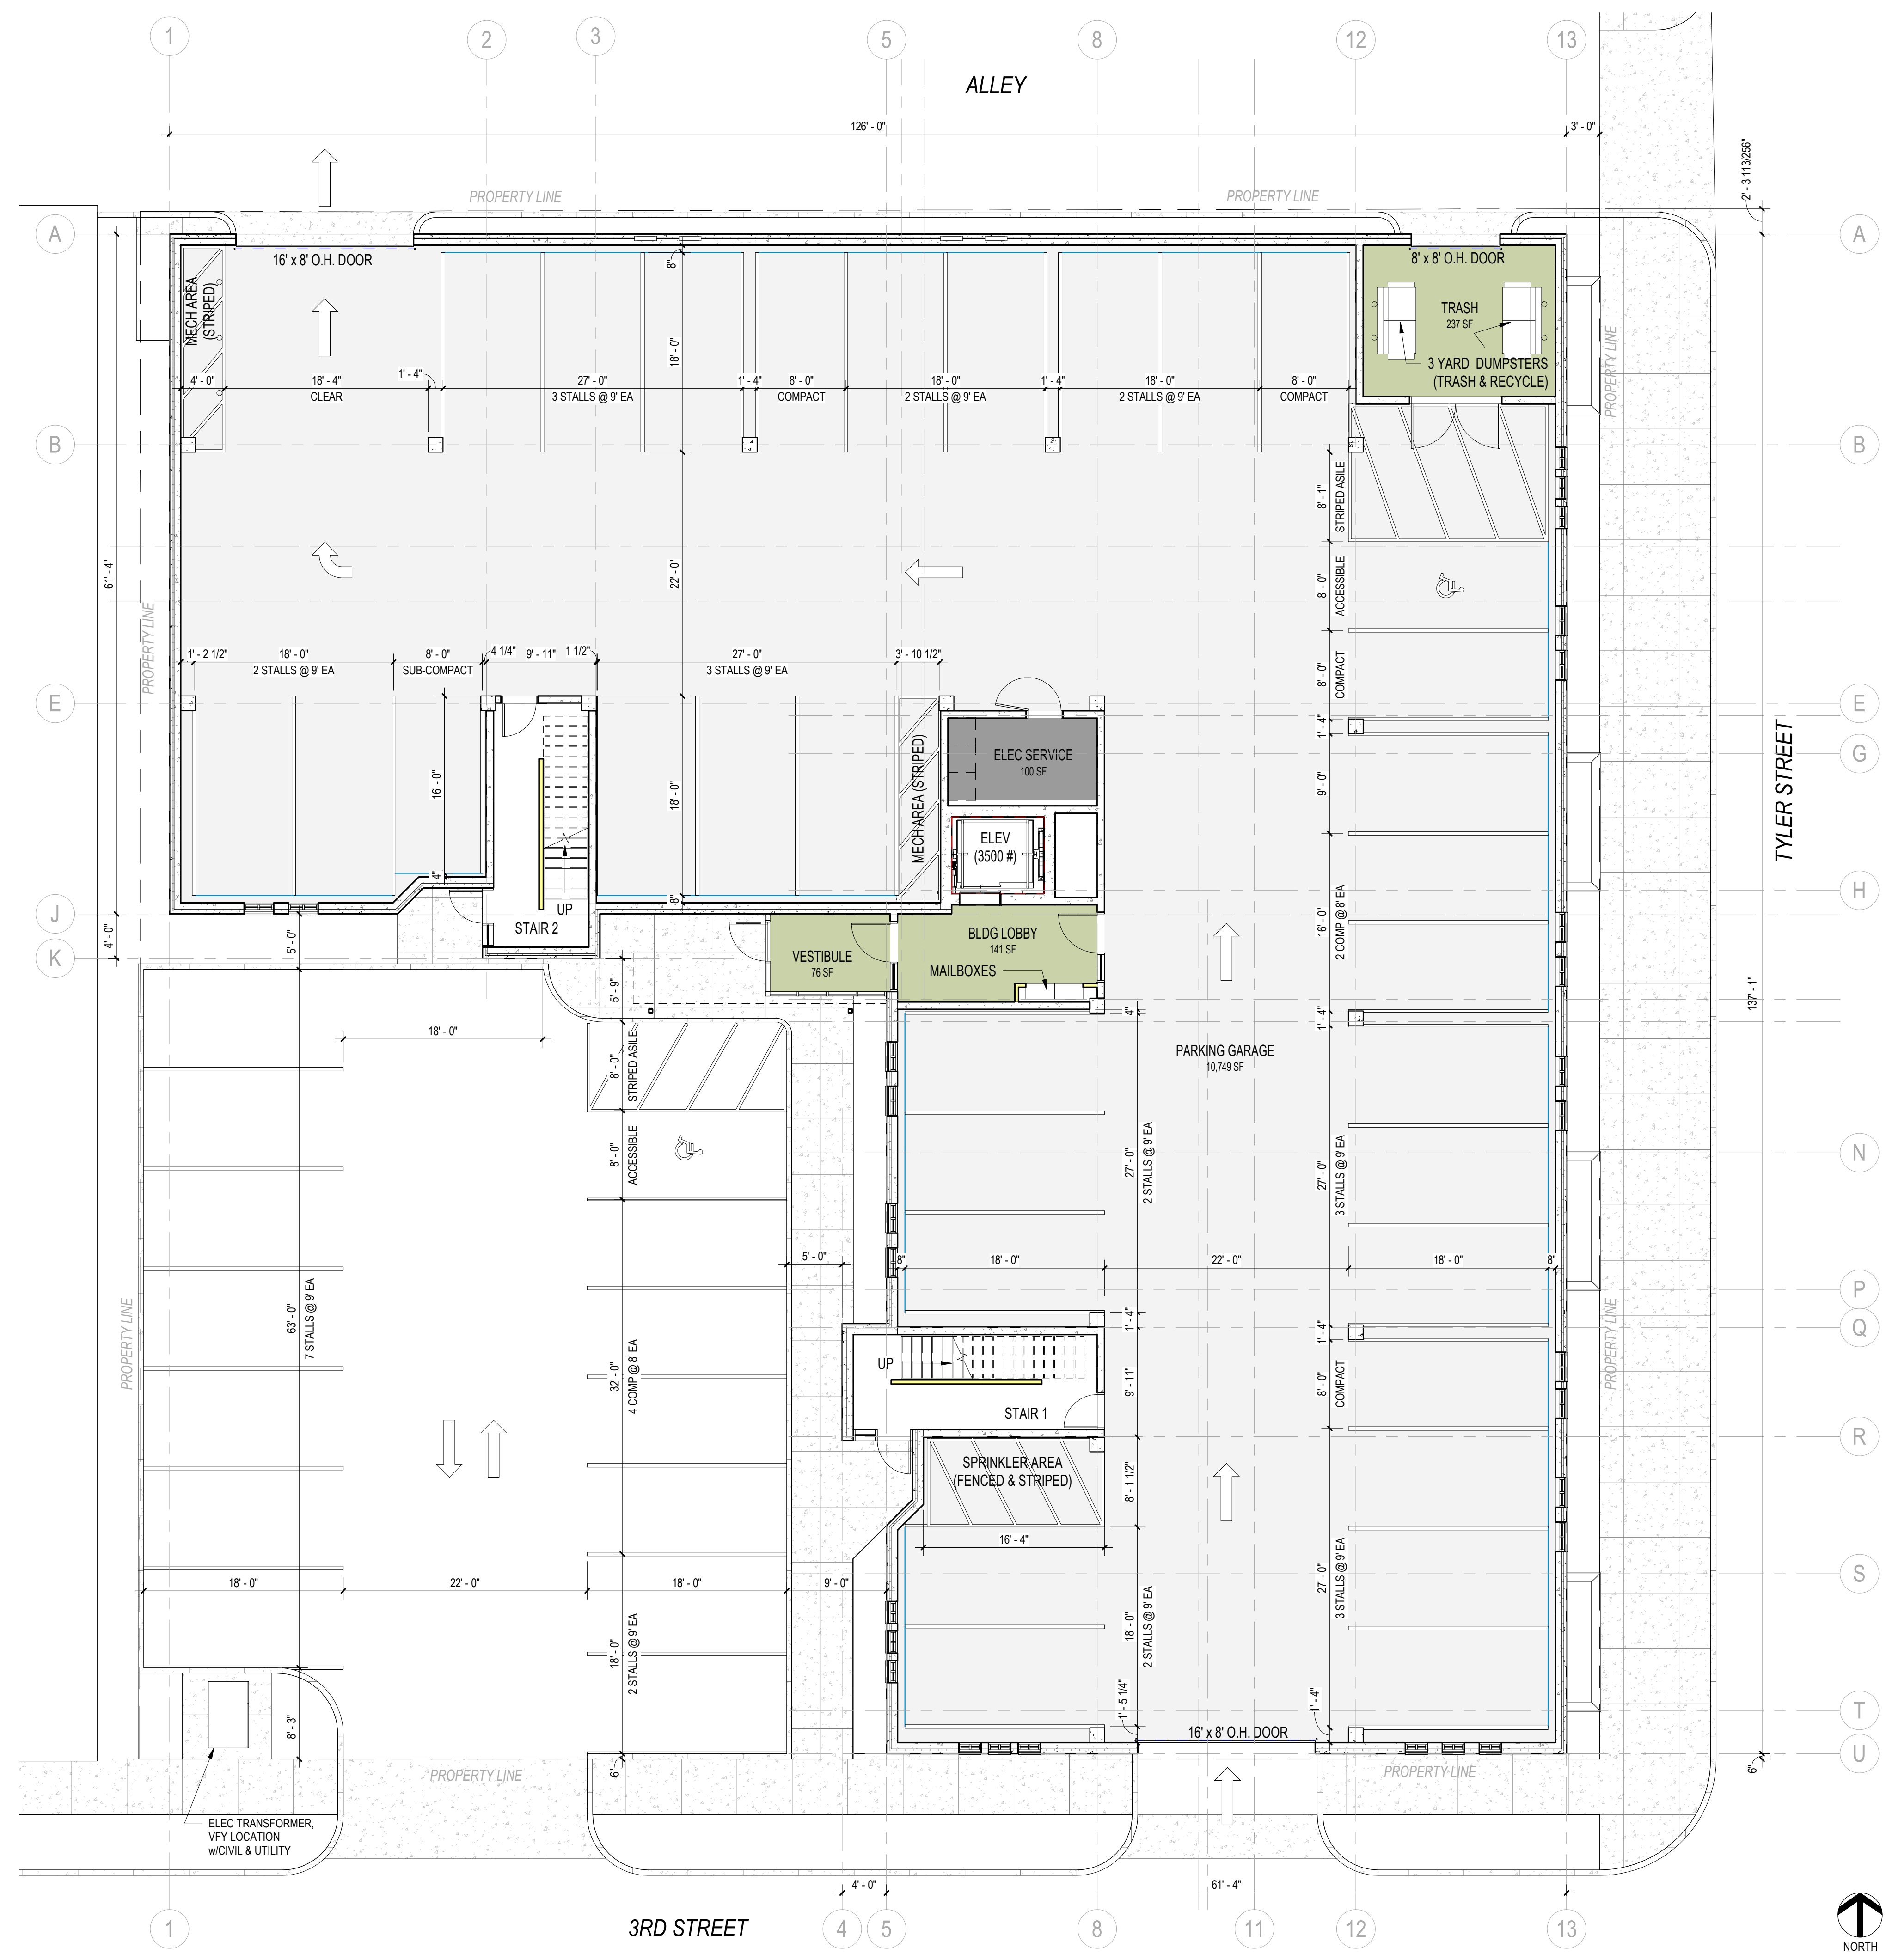 1
2
3
5
8
12
13
ALLEY
126' - 0"
3' - 0"
2' - 3 113/256"
PROPERTY LINE
PROPERTY LINE
A
A
16' x 8' O.H. DOOR
8"
8' x 8' O.H. DOOR
MECH AREA
(STRIPED)
TRASH
237 SF
18' - 0"
3 YARD DUMPSTERS
(TRASH & RECYCLE)
PROPERTY LINE
4' - 0"
18' - 4"
CLEAR
1' - 4"
27' - 0"
3 STALLS @ 9' EA
1' - 4"
8' - 0"
COMPACT
18' - 0"
2 STALLS @ 9' EA
1' - 4"
18' - 0"
2 STALLS @ 9' EA
8' - 0"
COMPACT
B
B
8' - 1"
STRIPED ASILE
61' - 4"
22' - 0"
8' - 0"
ACCESSIBLE
PROPERTY LINE
1' - 2 1/2"
18' - 0"
2 STALLS @ 9' EA
8' - 0"
SUB-COMPACT
4 1/4"
9' - 11"
1 1/2"
27' - 0"
3 STALLS @ 9' EA
3' - 10 1/2"
8' - 0"
COMPACT
E
E
1' - 4"
G
16' - 0"
18' - 0"
MECH AREA (STRIPED)
ELEC SERVICE
100 SF
9' - 0"
TYLER STREET
ELEV
(3500 #)
4"
8"
H
J
UP
STAIR 2
4' - 0"
K
5' - 0"
5' - 9"
VESTIBULE
76 SF
BLDG LOBBY
141 SF
MAILBOXES
16' - 0"
2 COMP @ 8' EA
137' - 1"
4"
1' - 4"
18' - 0"
8' - 0"
STRIPED ASILE
PARKING GARAGE
10,749 SF
8' - 0"
ACCESSIBLE
27' - 0"
2 STALLS @ 9' EA
27' - 0"
3 STALLS @ 9' EA
N
5' - 0"
8"
18' - 0"
22' - 0"
18' - 0"
8"
P
PROPERTY LINE
63' - 0"
7 STALLS @ 9' EA
PROPERTY LINE
1' - 4"
1' - 4"
Q
32' - 0"
4 COMP @ 8' EA
UP
STAIR 1
9' - 11"
8' - 0"
COMPACT
R
SPRINKLER AREA
(FENCED & STRIPED)
8' - 1 1/2"
16' - 4"
18' - 0"
22' - 0"
18' - 0"
9' - 0"
27' - 0"
3 STALLS @ 9' EA
S
18' - 0"
2 STALLS @ 9' EA
18' - 0"
2 STALLS @ 9' EA
8' - 3"
1' - 5 1/4"
1' - 4"
T
16' x 8' O.H. DOOR
U
6"
6"
PROPERTY LINE
PROPERTY LINE
ELEC TRANSFORMER,
VFY LOCATION
w/CIVIL & UTILITY
4' - 0"
61' - 4"
3RD STREET
1
4
5
8
11
12
13
NORTH